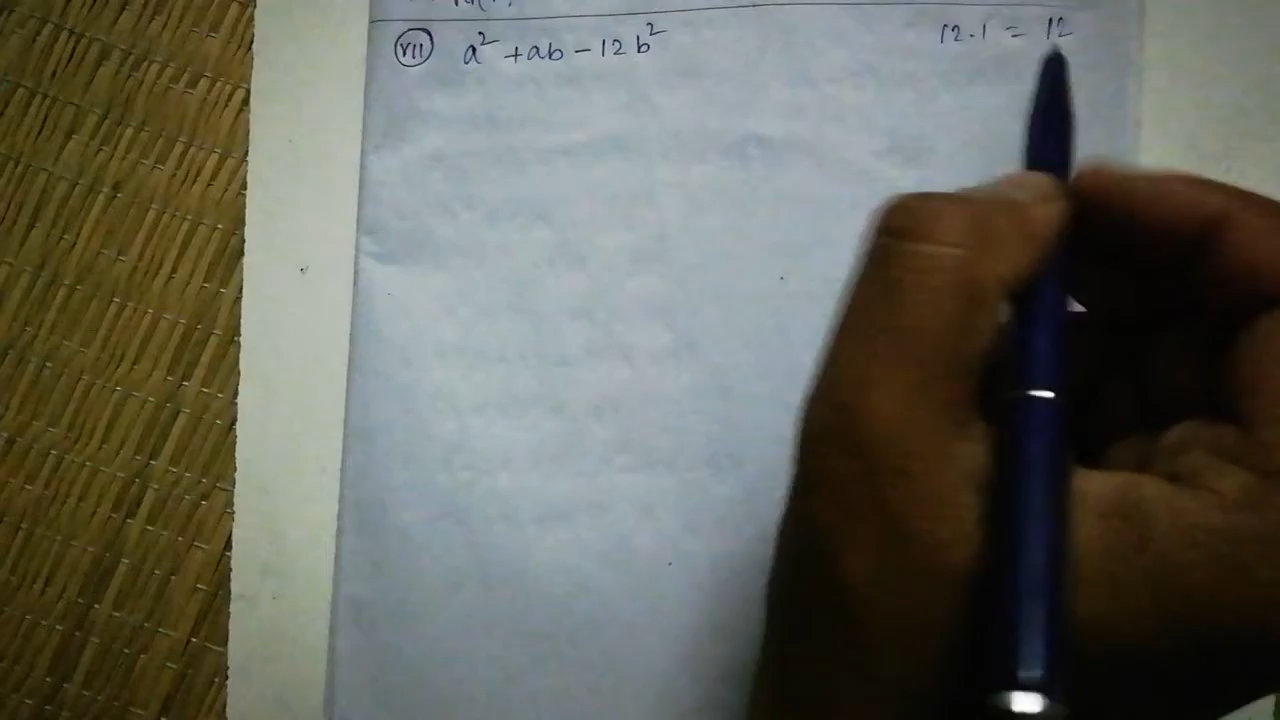 (VII) a² + ab - 12b² 12.1 = 12